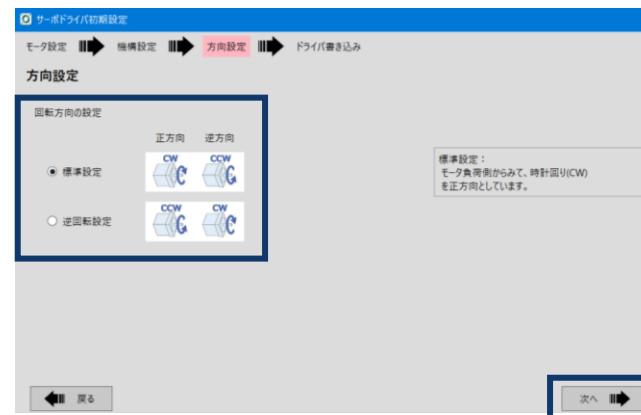 サーボドライバ初期設定
モータ設定 機構設定 方向設定 ドライバ書き込み
方向設定
回転方向の設定
正方向 逆方向
標準設定 CW CCW
逆回転設定 CCW CW
標準設定：
モータ負荷側からみて、時計回り(CW)
を正方向としています。
戻る 次へ